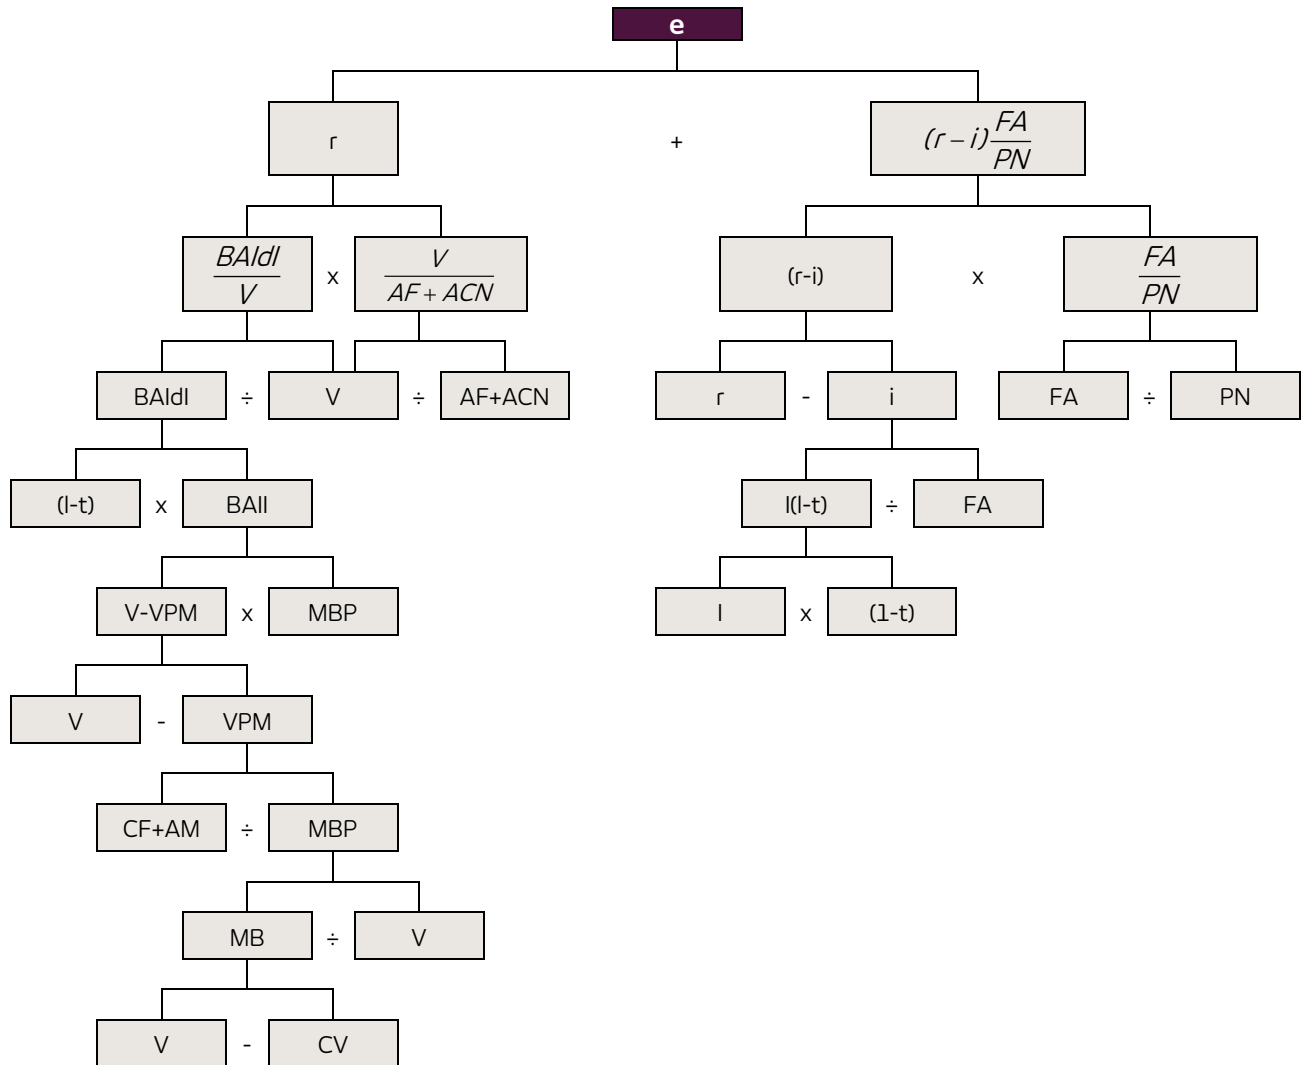 e
r + (r – i) FA/PN
BAIdI/V x V/(AF + ACN) (r-i) x FA/PN
BAIdI ÷ V ÷ AF+ACN r - i FA ÷ PN
(l-t) x BAII l(l-t) ÷ FA
V-VPM x MBP l x (1-t)
V - VPM
CF+AM ÷ MBP
MB ÷ V
V - CV